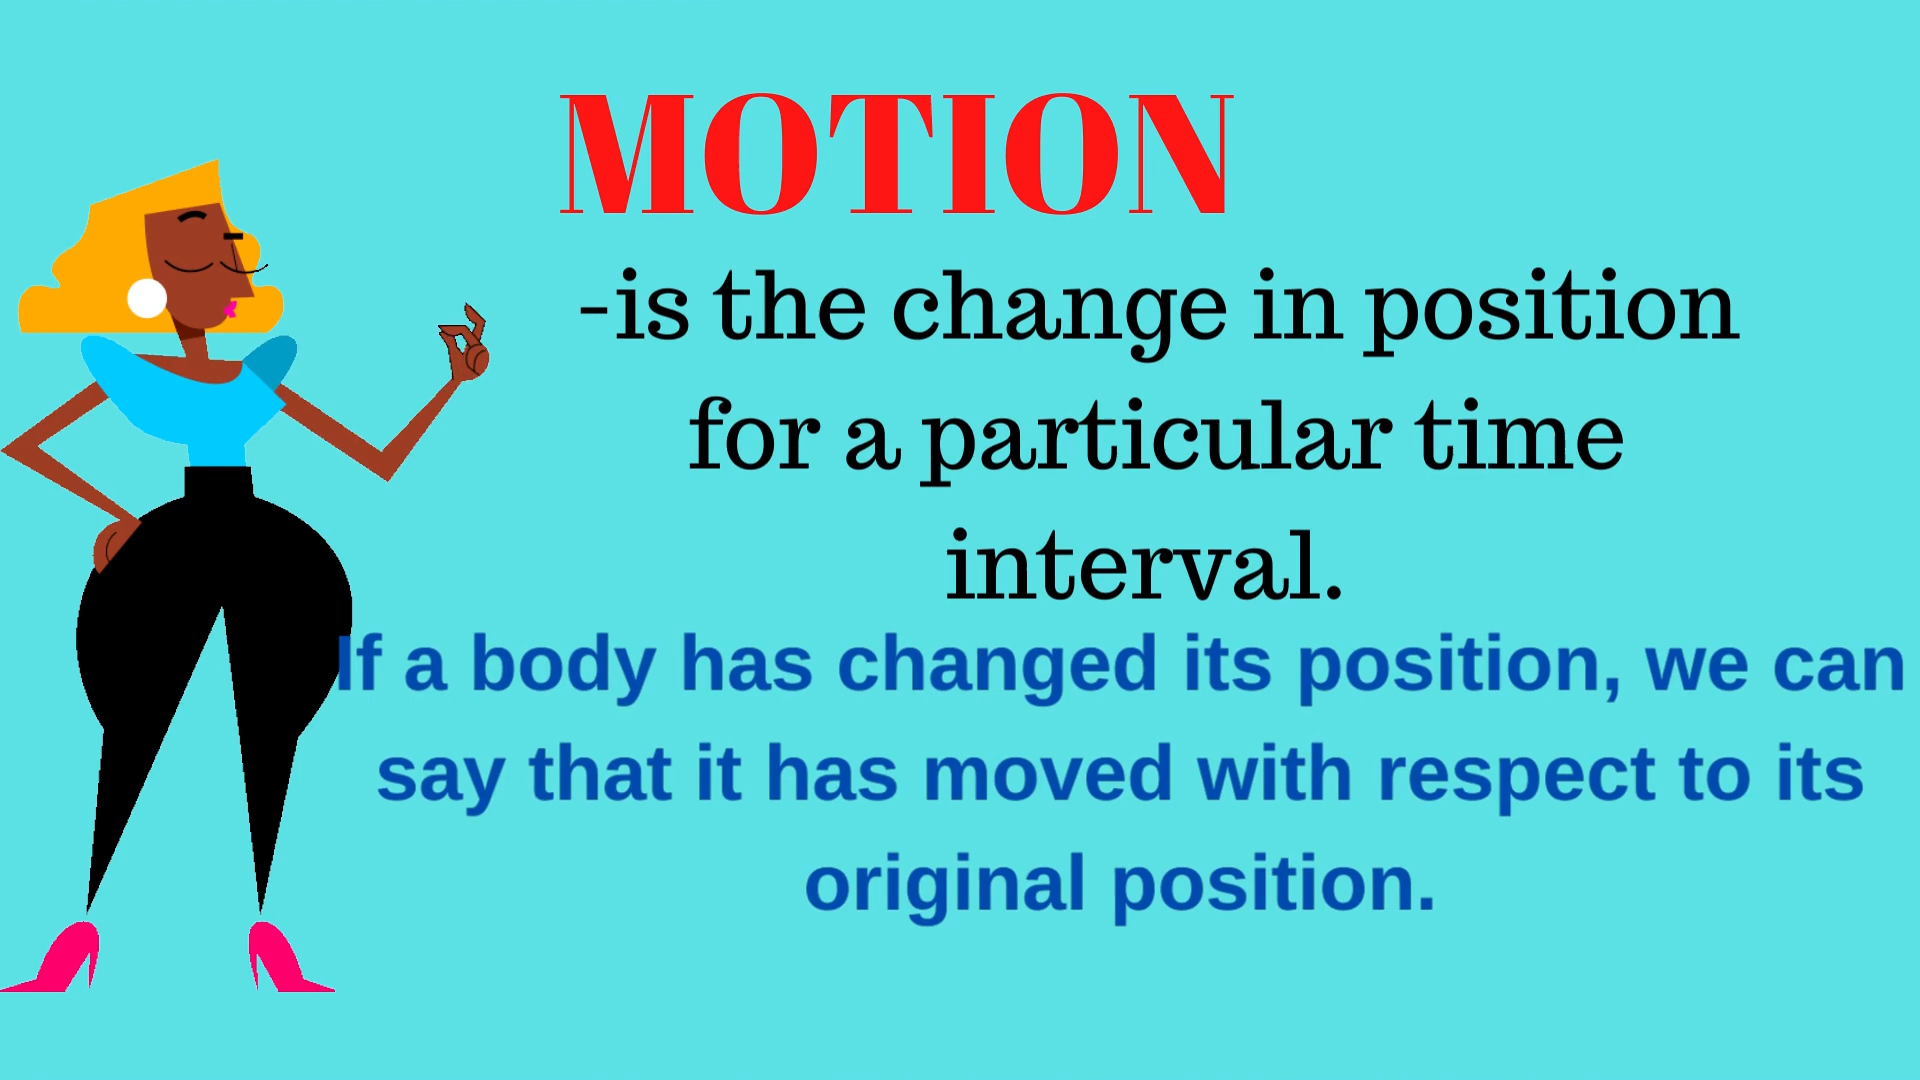 MOTION
-is the change in position
for a particular time
interval.
If a body has changed its position, we can
say that it has moved with respect to its
original position.